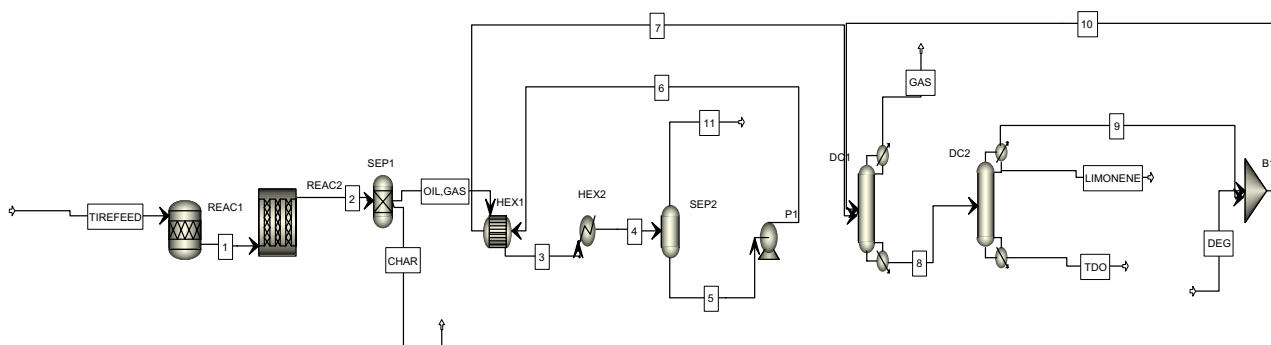 7
10
GAS
6
9
11
SEP1
DC1
DC2
B1
REAC2
OIL,GAS
LIMONENE
HEX2
2
REAC1
HEX1
SEP2
P1
TIREFEED
4
1
CHAR
3
8
TDO
DEG
5